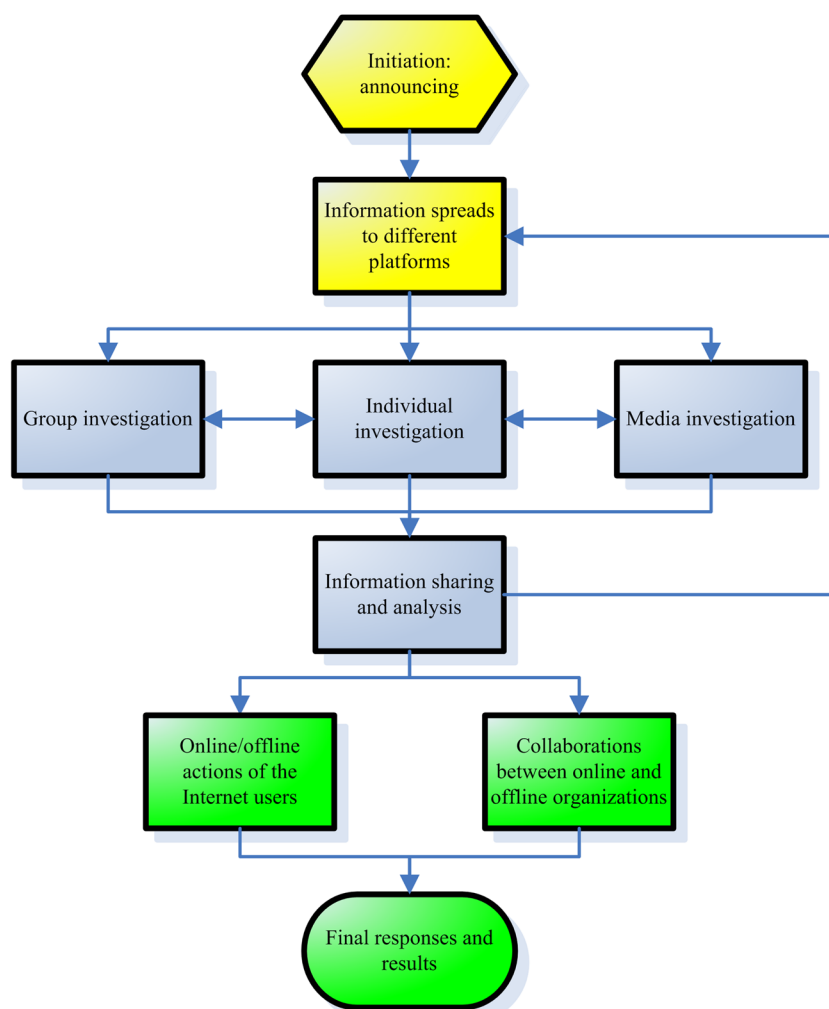 Initiation:
announcing
Information spreads
to different
platforms
Group investigation
Individual
investigation
Media investigation
Information sharing
and analysis
Online/offline
actions of the
Internet users
Collaborations
between online and
offline organizations
Final responses and
results